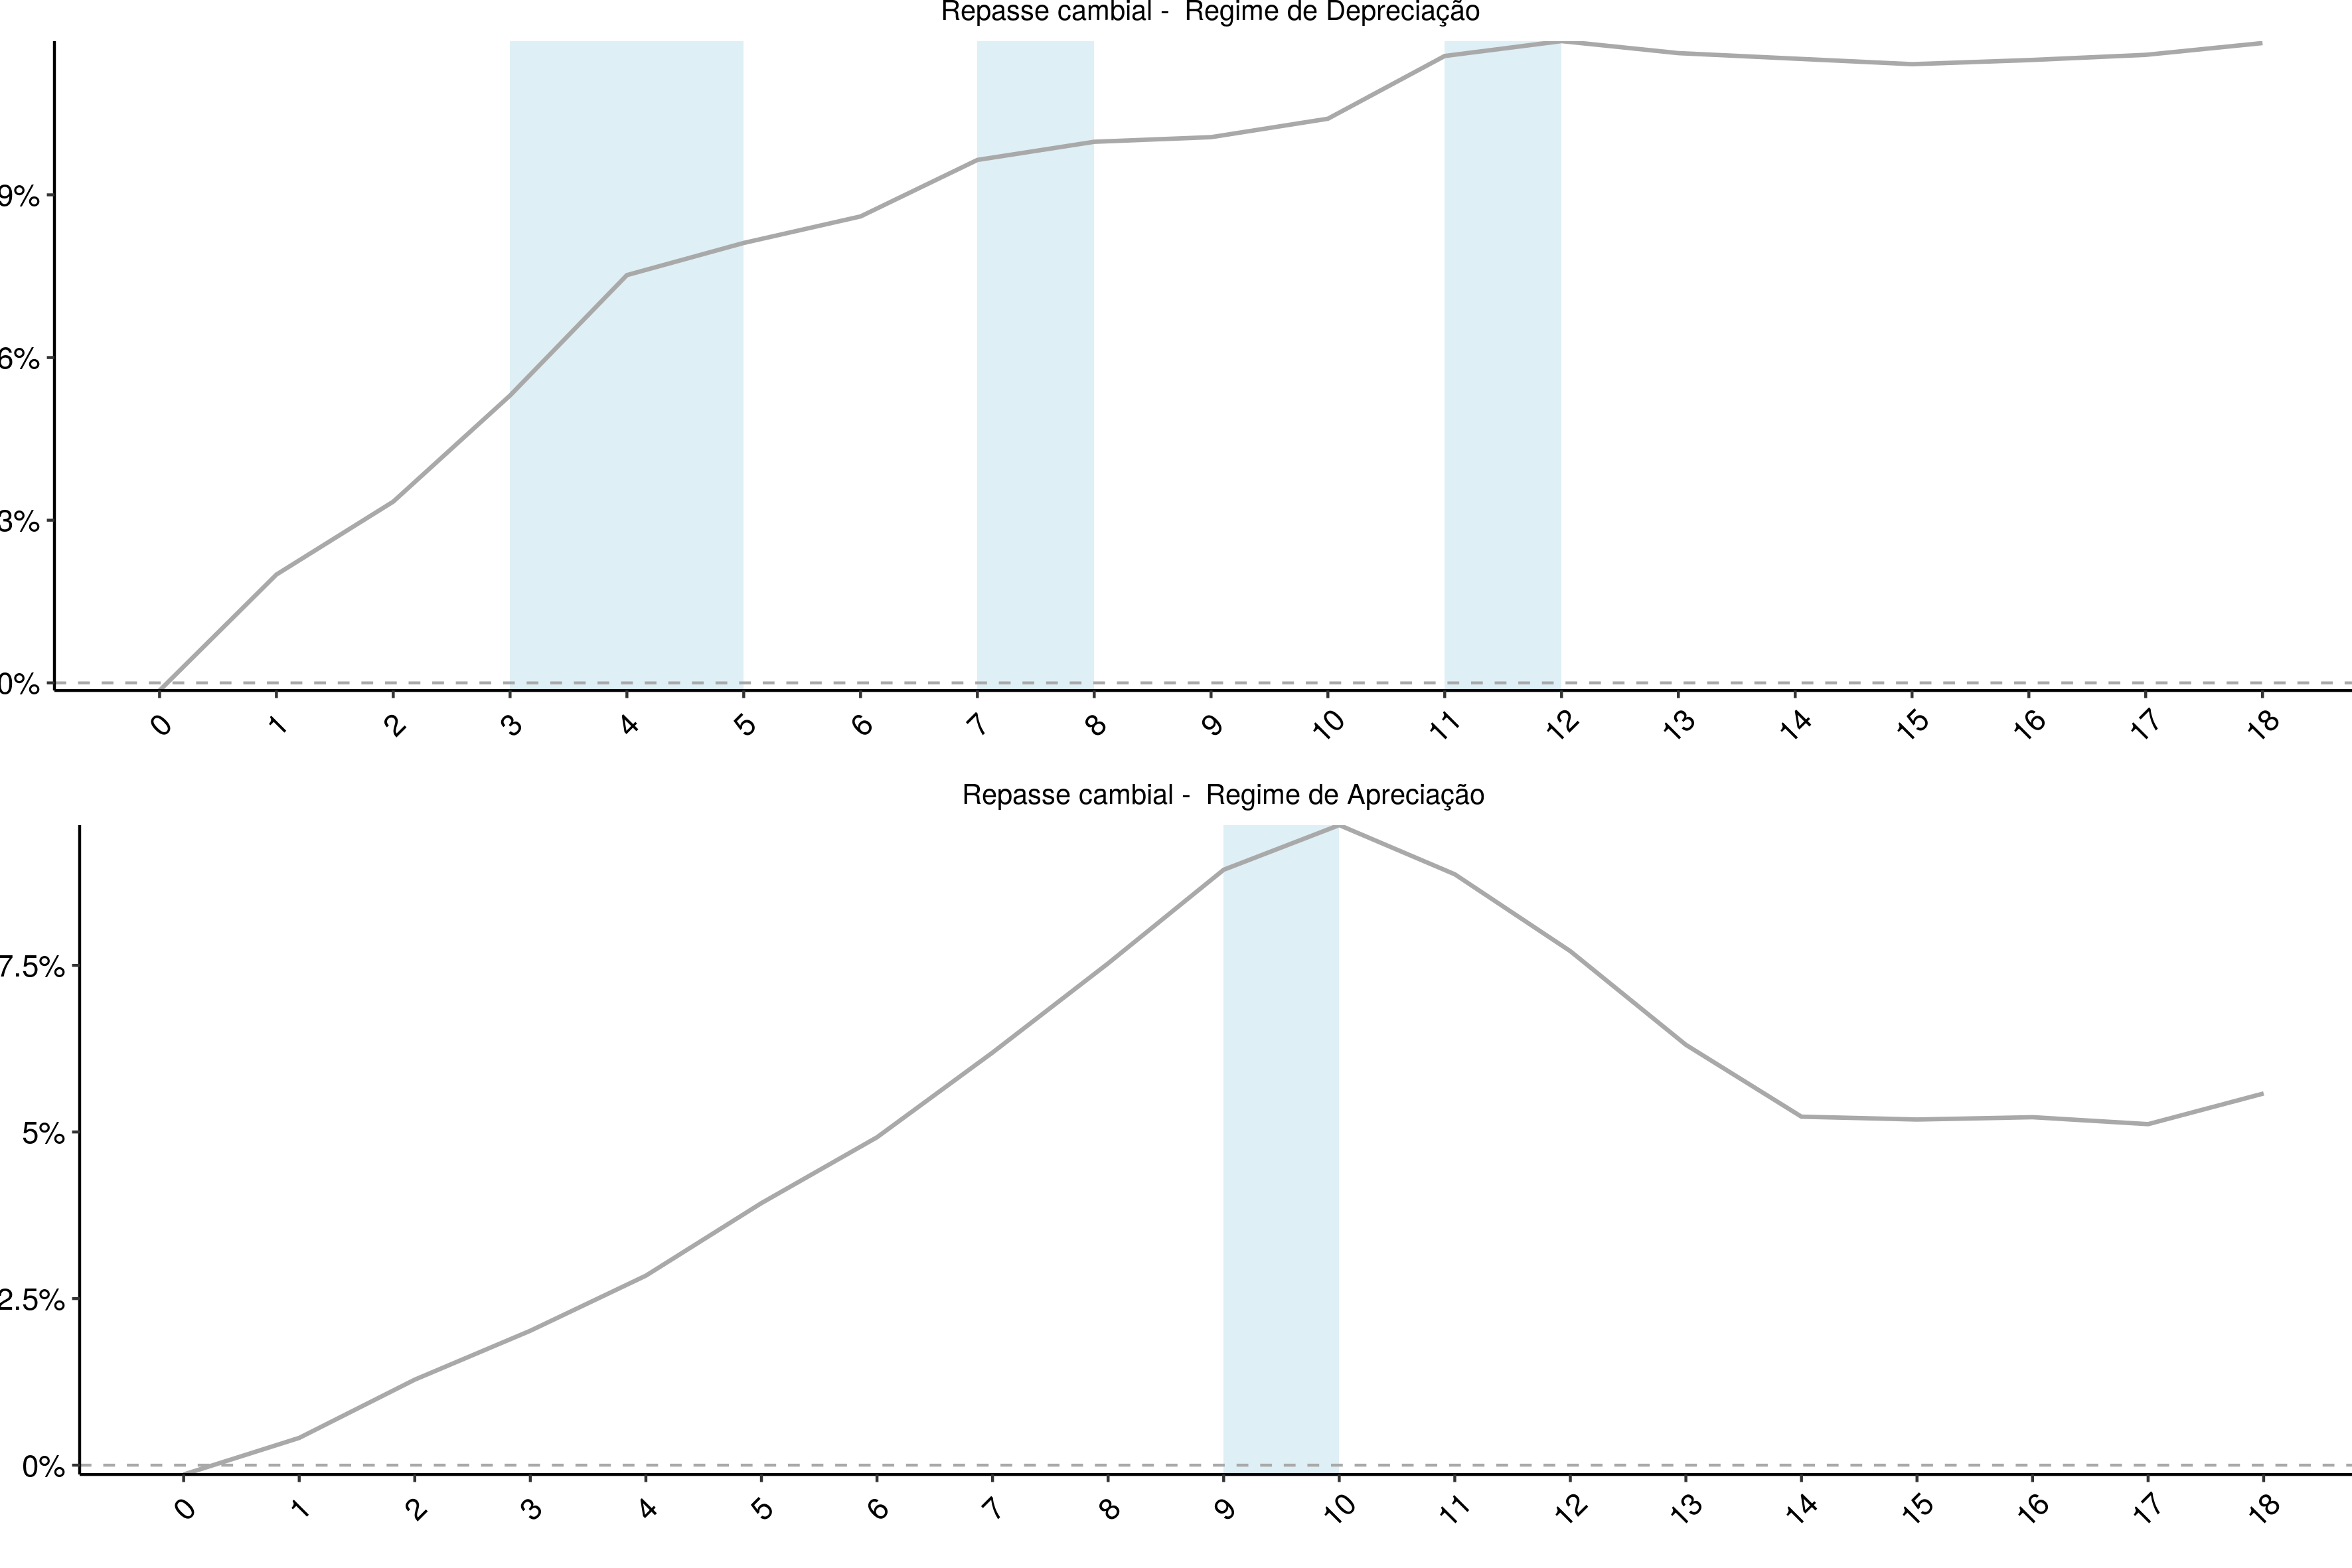 Repasse cambial -  Regime de Depreciação
9%
6%
3%
0%
0 1 2 3 4 5 6 7 8 9 10 11 12 13 14 15 16 17 18
Repasse cambial -  Regime de Apreciação
7.5%
5%
2.5%
0%
0 1 2 3 4 5 6 7 8 9 10 11 12 13 14 15 16 17 18